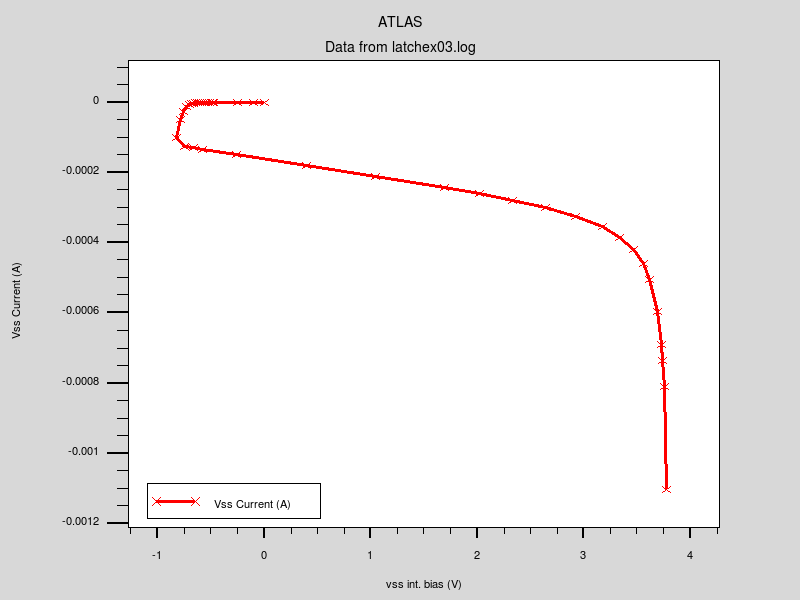 ATLAS
Data from latchex03.log
0
-0.0002
-0.0004
-0.0006
-0.0008
-0.001
-0.0012
Vss Current (A)
Vss Current (A)
-1
0
1
2
3
4
vss int. bias (V)